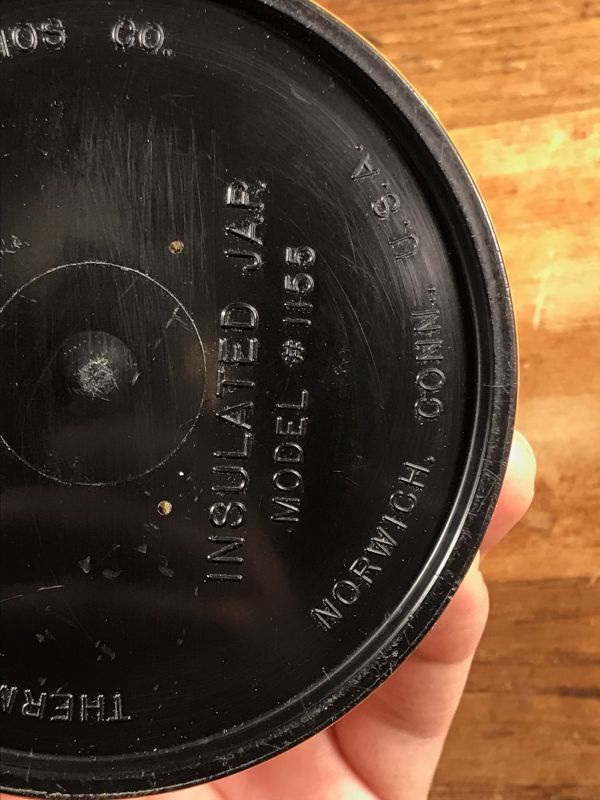 INSULATED JAR
MODEL # 1155
NORWICH, CONN., U.S.A.
CO.